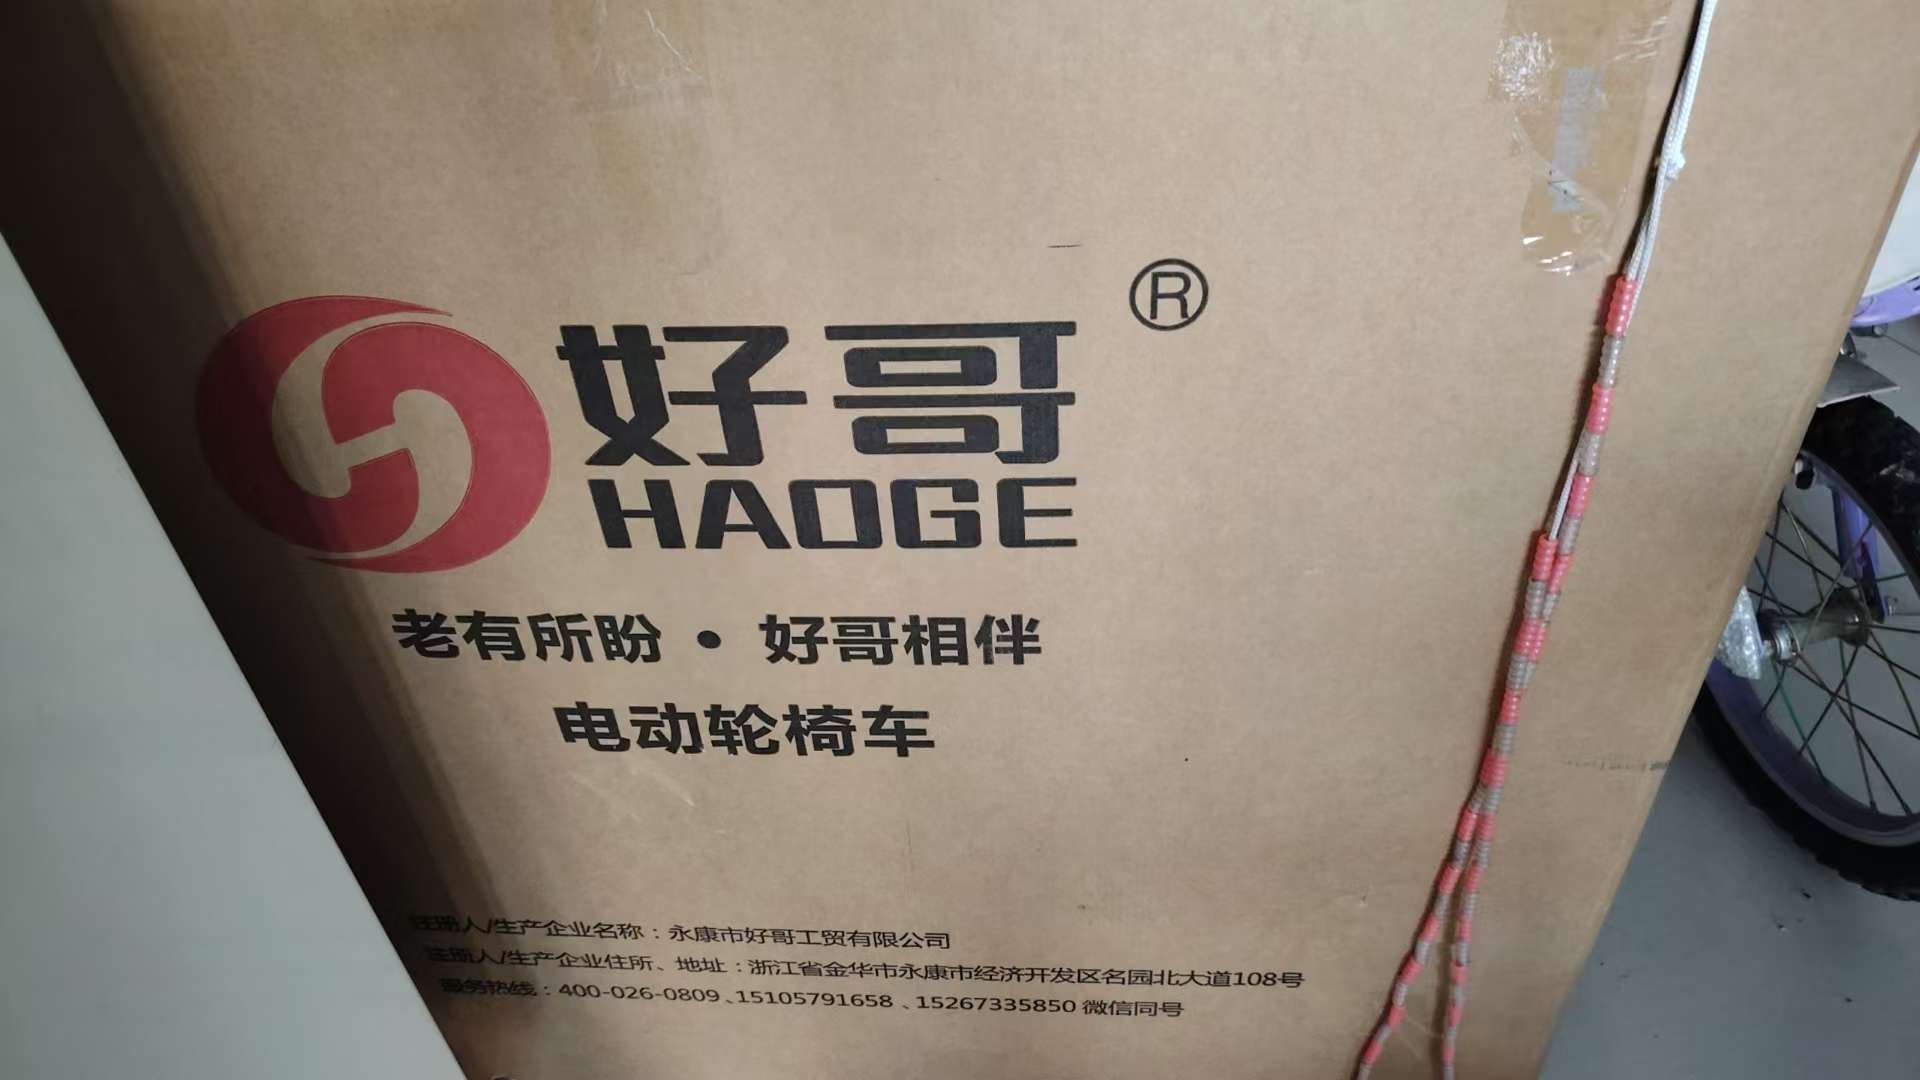 ®
好哥
HAOGE
老有所盼 · 好哥相伴
电动轮椅车
注册人/生产企业名称：永康市好哥工贸有限公司
注册人/生产企业住所、地址：浙江省金华市永康市经济开发区名园北大道108号
服务热线：400-026-0809、15105791658、15267335850 微信同号